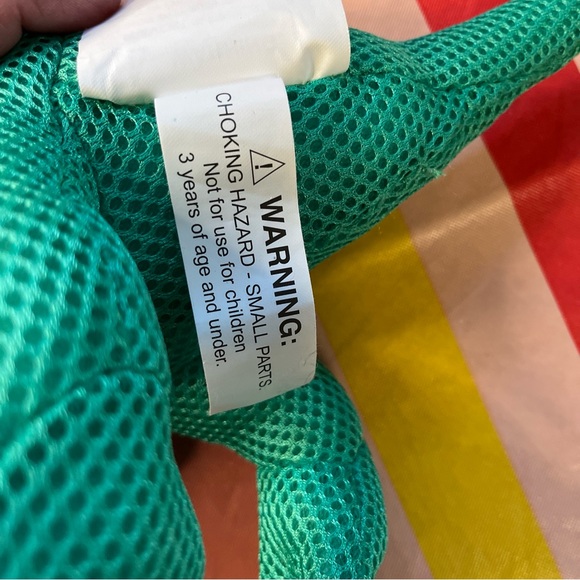 WARNING:
CHOKING HAZARD - SMALL PARTS.
Not for use for children
3 years of age and under.